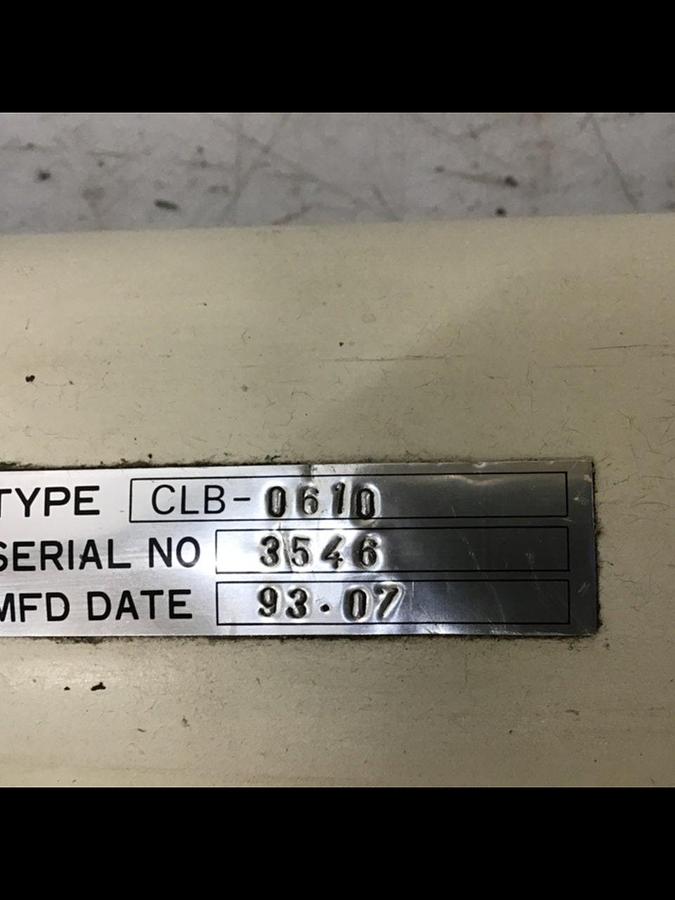 TYPE CLB-0610
SERIAL NO 3546
MFD DATE 93.07